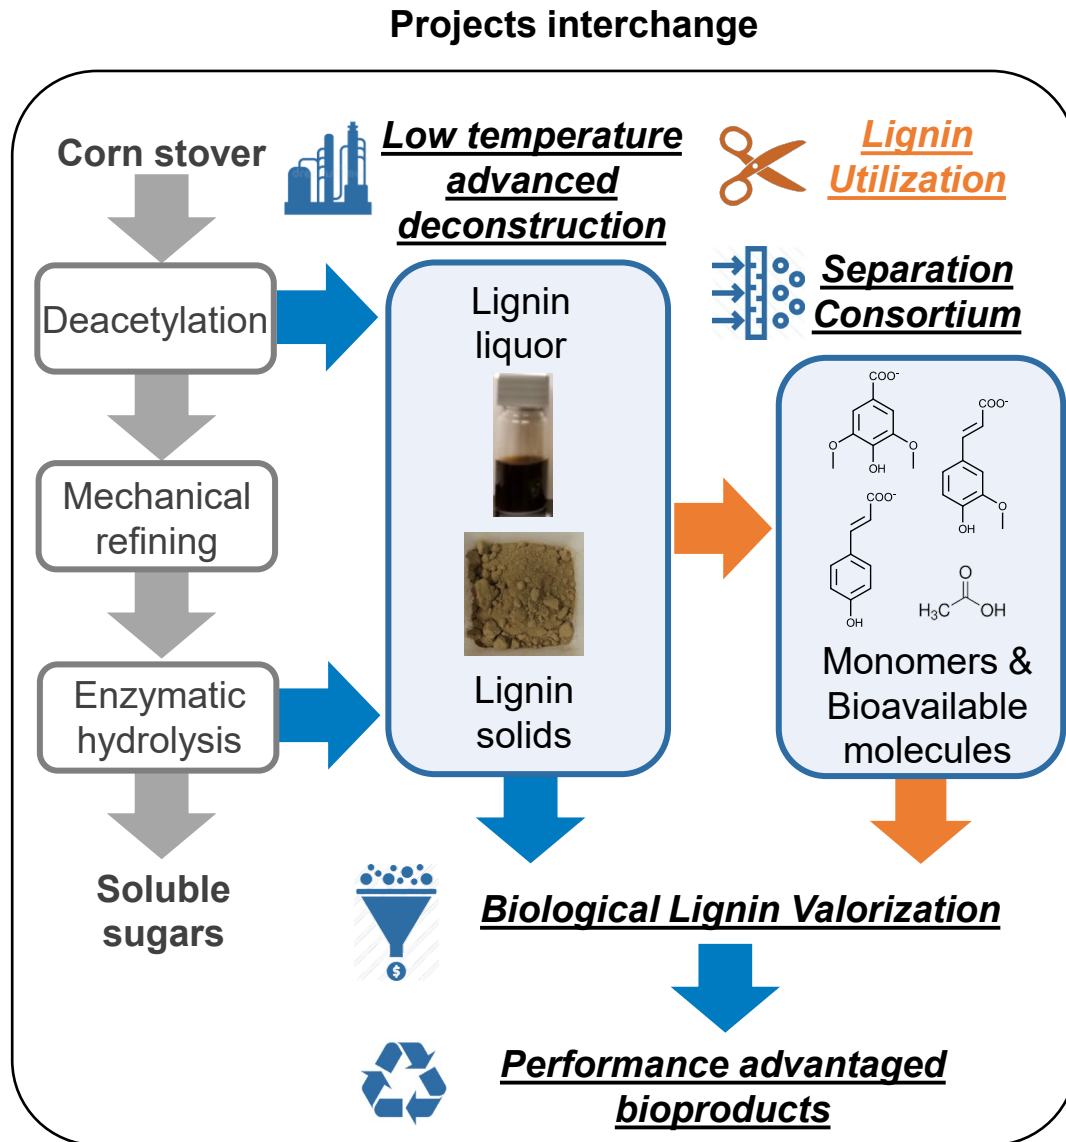 Projects interchange
Corn stover
Low temperature
advanced
deconstruction
Lignin
Utilization
Separation
Consortium
Deacetylation
Lignin
liquor
Mechanical
refining
Enzymatic
hydrolysis
Lignin
solids
COO⁻
O
OH
O
COO⁻
OH
O
COO⁻
OH
O
H₃C
OH
Monomers &
Bioavailable
molecules
Soluble
sugars
$
Biological Lignin Valorization
Performance advantaged
bioproducts